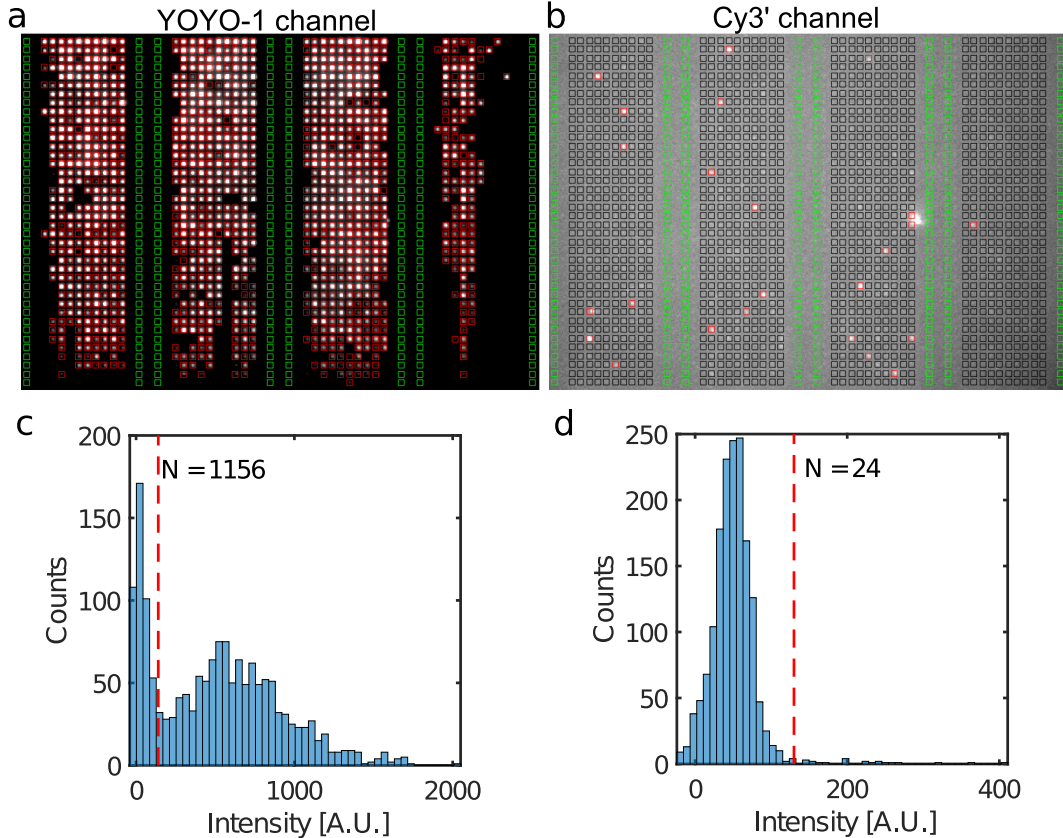 a YOYO-1 channel
b Cy3' channel
c
200
150
100
50
0
Counts
N = 1156
0 1000 2000
Intensity [A.U.]
d
250
200
150
100
50
0
Counts
N = 24
0 200 400
Intensity [A.U.]